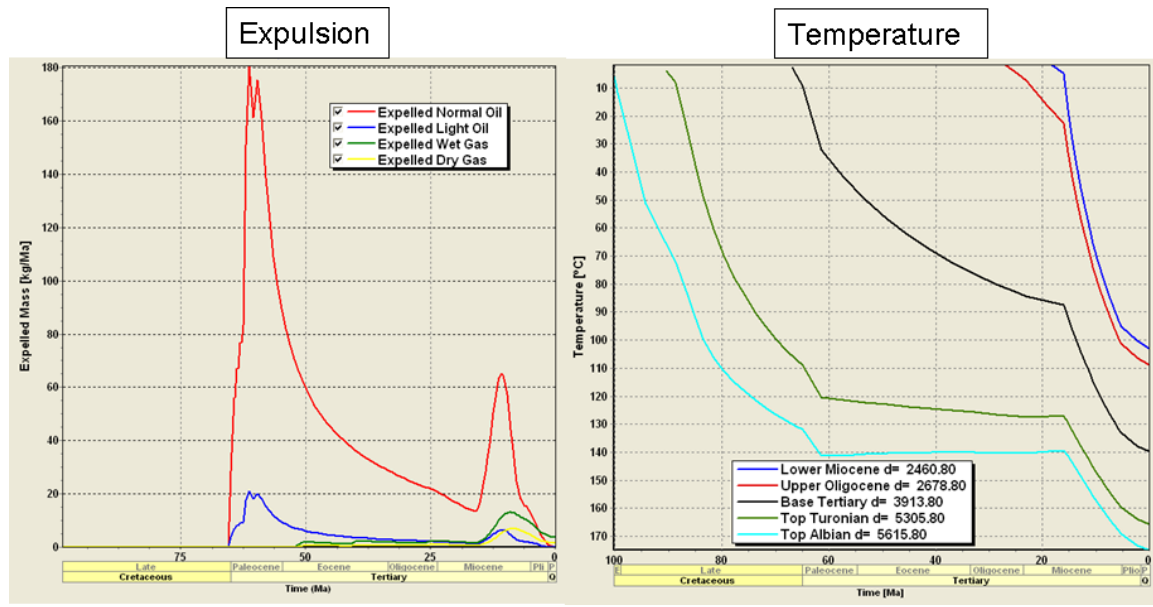 Expulsion
180
160
140
120
100
80
60
40
20
0
Expelled Mass [kg/Ma]
Expelled Normal Oil
Expelled Light Oil
Expelled Wet Gas
Expelled Dry Gas
75
50
25
0
Late
Paleocene
Eocene
Oligocene
Miocene
Pli
P
Cretaceous
Tertiary
Q
Time (Ma)
Temperature
10
20
30
40
50
60
70
80
90
100
110
120
130
140
150
160
170
Temperature [°C]
Lower Miocene d= 2460.80
Upper Oligocene d= 2678.80
Base Tertiary d= 3913.80
Top Turonian d= 5305.80
Top Albian d= 5615.80
100
80
60
40
20
0
E
Late
Paleocene
Eocene
Oligocene
Miocene
Plio
P
Cretaceous
Tertiary
Q
Time [Ma]